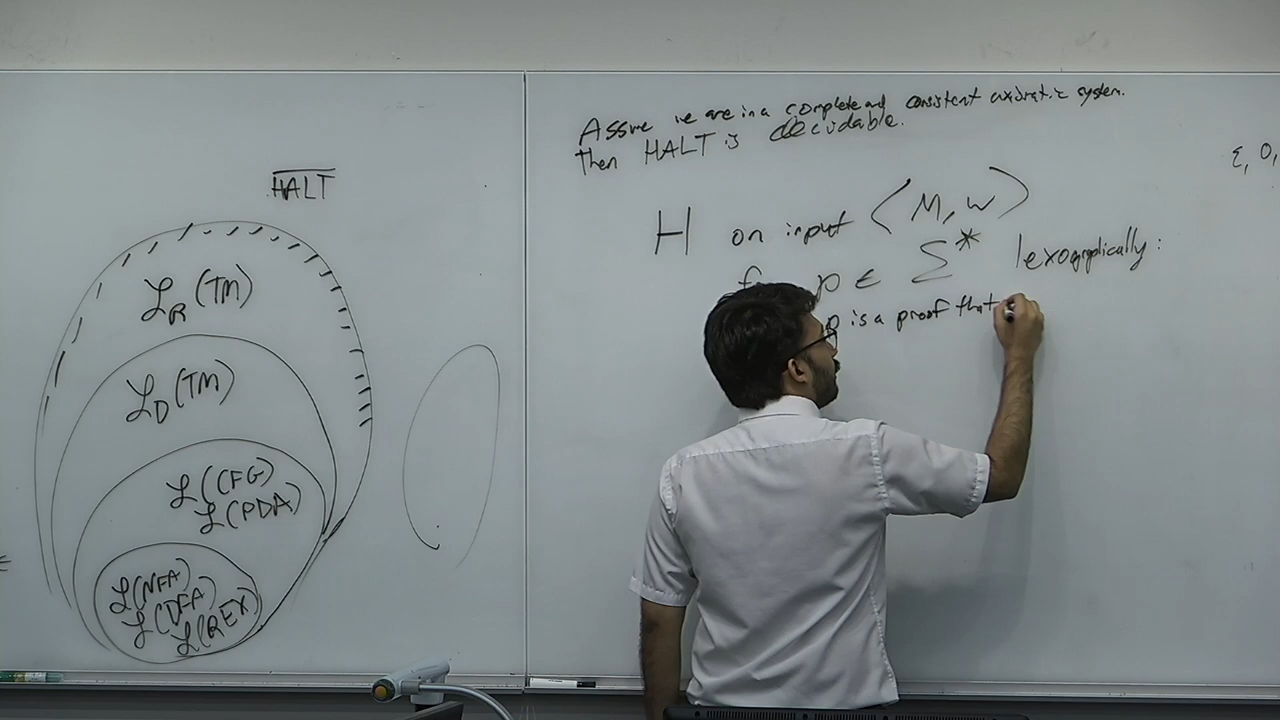 HALT
ℒ_R(TM)
ℒ_D(TM)
ℒ(CFG)
ℒ(PDA)
ℒ(NFA)
ℒ(DFA)
ℒ(REX)
Assume we are in a complete and consistent axiomatic system.
then HALT is decidable.
H on input ⟨M, w⟩
p ∈ Σ* lexographically:
p is a proof that
ε, 0,